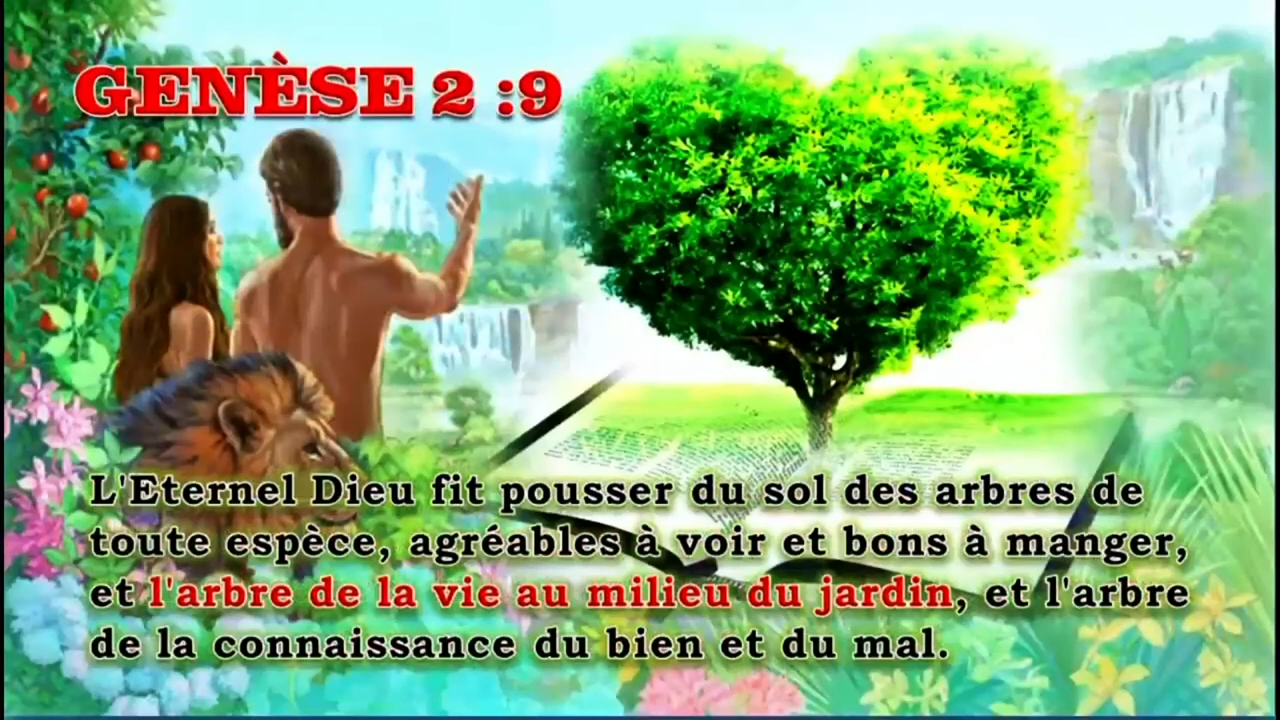 GENÈSE 2 :9
L'Eternel Dieu fit pousser du sol des arbres de
toute espèce, agréables à voir et bons à manger,
et l'arbre de la vie au milieu du jardin, et l'arbre
de la connaissance du bien et du mal.